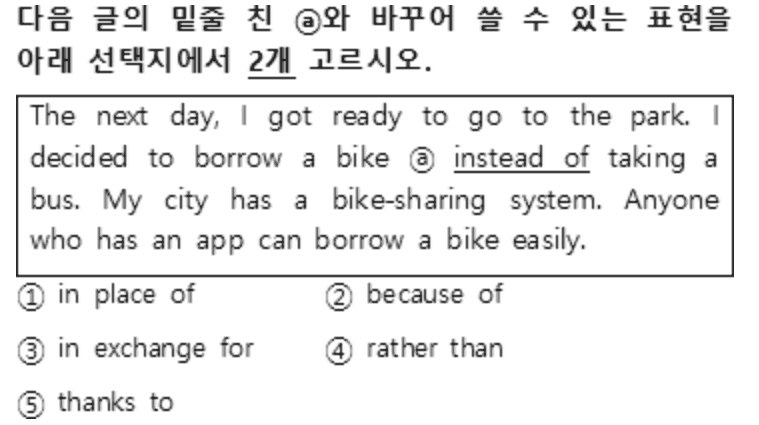 다음 글의 밑줄 친 ⓐ와 바꾸어 쓸 수 있는 표현을
아래 선택지에서 2개 고르시오.
The next day, I got ready to go to the park. I
decided to borrow a bike ⓐ instead of taking a
bus. My city has a bike-sharing system. Anyone
who has an app can borrow a bike easily.
① in place of ② because of
③ in exchange for ④ rather than
⑤ thanks to